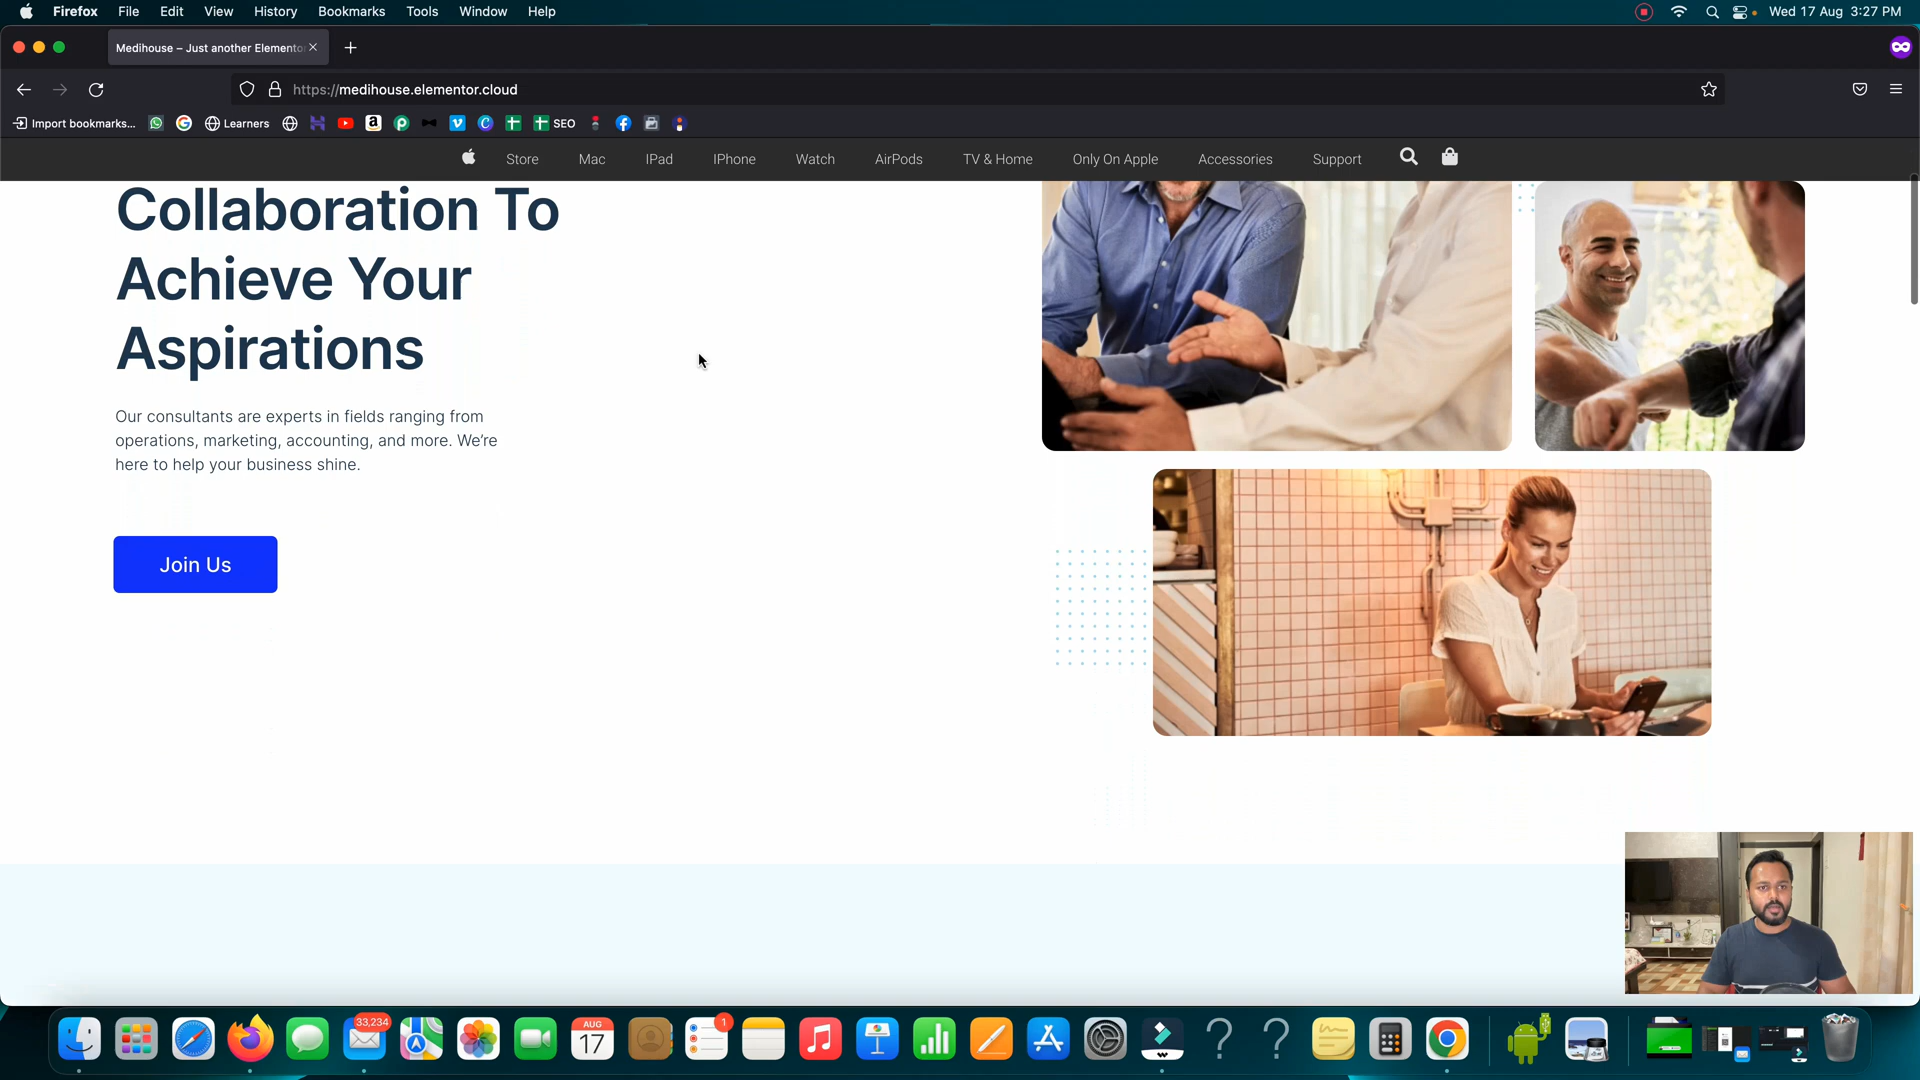 Firefox File Edit View History Bookmarks Tools Window Help Wed 17 Aug 3:27 PM
Medihouse – Just another Elemento
https://medihouse.elementor.cloud
Import bookmarks... Learners SEO
Store Mac IPad IPhone Watch AirPods TV & Home Only On Apple Accessories Support
Collaboration To
Achieve Your
Aspirations
Our consultants are experts in fields ranging from
operations, marketing, accounting, and more. We're
here to help your business shine.
Join Us
33,234
AUG
17
1